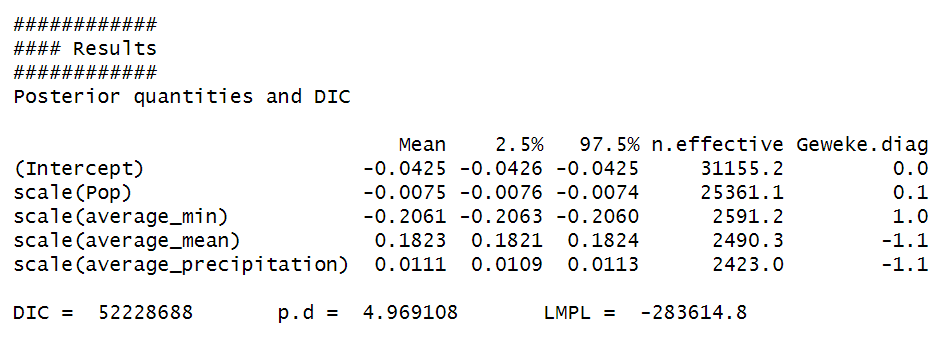 ############
#### Results
############
Posterior quantities and DIC
Mean 2.5% 97.5% n.effective Geweke.diag
(Intercept) -0.0425 -0.0426 -0.0425 31155.2 0.0
scale(Pop) -0.0075 -0.0076 -0.0074 25361.1 0.1
scale(average_min) -0.2061 -0.2063 -0.2060 2591.2 1.0
scale(average_mean) 0.1823 0.1821 0.1824 2490.3 -1.1
scale(average_precipitation) 0.0111 0.0109 0.0113 2423.0 -1.1
DIC = 52228688 p.d = 4.969108 LMPL = -283614.8